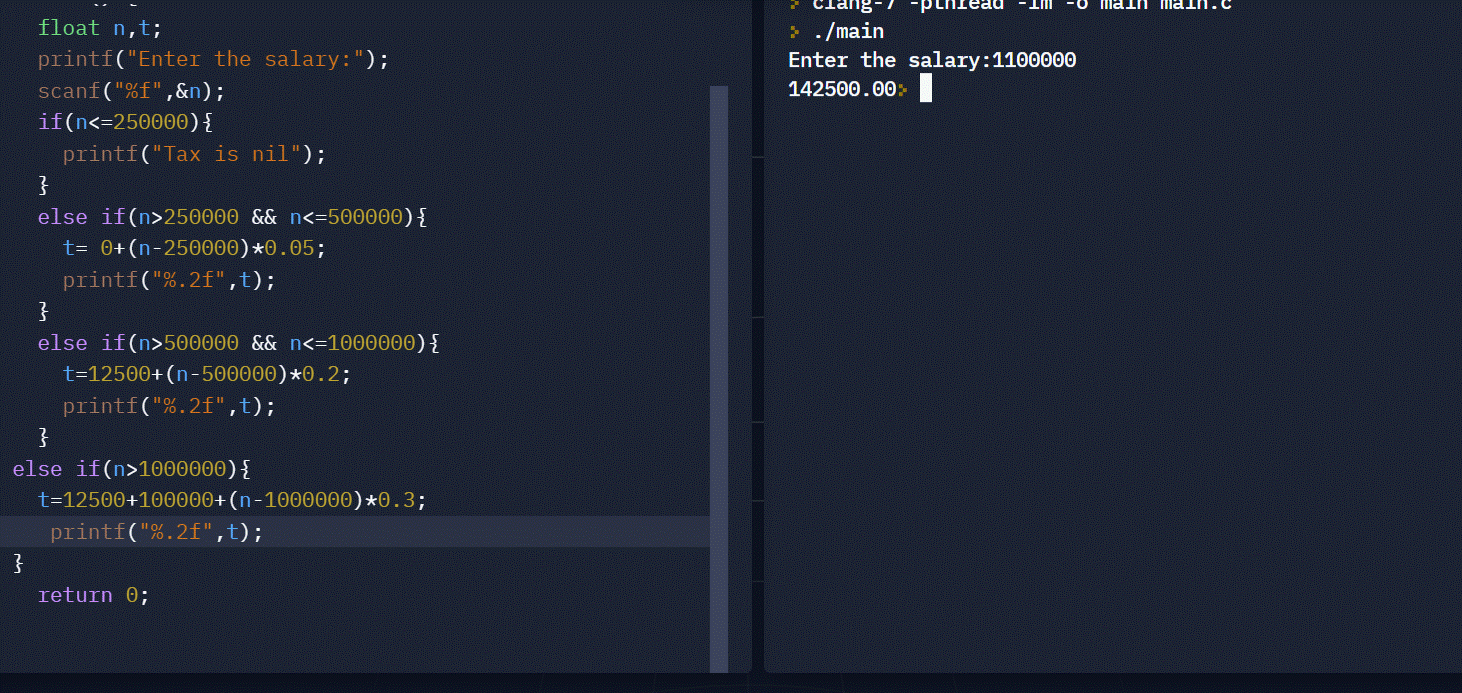 float n,t;
printf("Enter the salary:");
scanf("%f",&n);
if(n<=250000){
printf("Tax is nil");
}
else if(n>250000 && n<=500000){
t= 0+(n-250000)*0.05;
printf("%.2f",t);
}
else if(n>500000 && n<=1000000){
t=12500+(n-500000)*0.2;
printf("%.2f",t);
}
else if(n>1000000){
t=12500+100000+(n-1000000)*0.3;
printf("%.2f",t);
}
return 0;
> clang-7 -pthread -lm -o main main.c
> ./main
Enter the salary:1100000
142500.00>